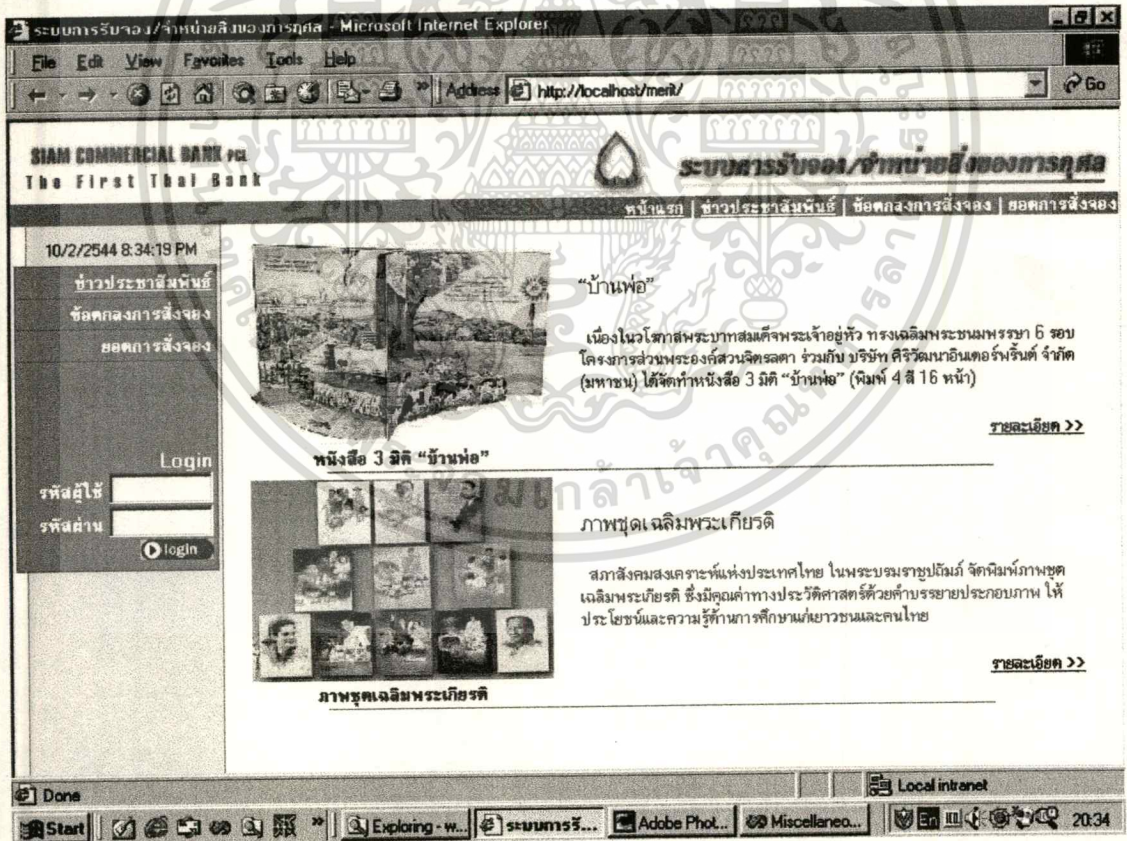 ระบบการรับจอง/จำหน่ายสิ่งของการกุศล - Microsoft Internet Explorer
File Edit View Favorites Tools Help
Address http://localhost/merit/ Go
SIAM COMMERCIAL BANK PCL
The First Thai Bank
ระบบการรับจอง/จำหน่ายสิ่งของการกุศล
หน้าแรก | ข่าวประชาสัมพันธ์ | ข้อตกลงการสั่งจอง | ยอดการสั่งจอง
10/2/2544 8:34:19 PM
ข่าวประชาสัมพันธ์
ข้อตกลงการสั่งจอง
ยอดการสั่งจอง
Login
รหัสผู้ใช้
รหัสผ่าน
login
หนังสือ 3 มิติ “บ้านพ่อ”
“บ้านพ่อ”
เนื่องในวโรกาสพระบาทสมเด็จพระเจ้าอยู่หัว ทรงเฉลิมพระชนมพรรษา 6 รอบ
โครงการส่วนพระองค์สวนจิตรลดา ร่วมกับ บริษัท ศิริวัฒนาอินเตอร์พริ้นท์ จำกัด
(มหาชน) ได้จัดทำหนังสือ 3 มิติ “บ้านพ่อ” (พิมพ์ 4 สี 16 หน้า)
รายละเอียด >>
ภาพชุดเฉลิมพระเกียรติ
ภาพชุดเฉลิมพระเกียรติ
สภาสังคมสงเคราะห์แห่งประเทศไทย ในพระบรมราชูปถัมภ์ จัดพิมพ์ภาพชุด
เฉลิมพระเกียรติ ซึ่งมีคุณค่าทางประวัติศาสตร์ด้วยคำบรรยายประกอบภาพ ให้
ประโยชน์และความรู้ด้านการศึกษาแก่เยาวชนและคนไทย
รายละเอียด >>
Done
Local intranet
Start Exploring - w... ระบบการรั... Adobe Phot... Miscellaneo... En 20:34